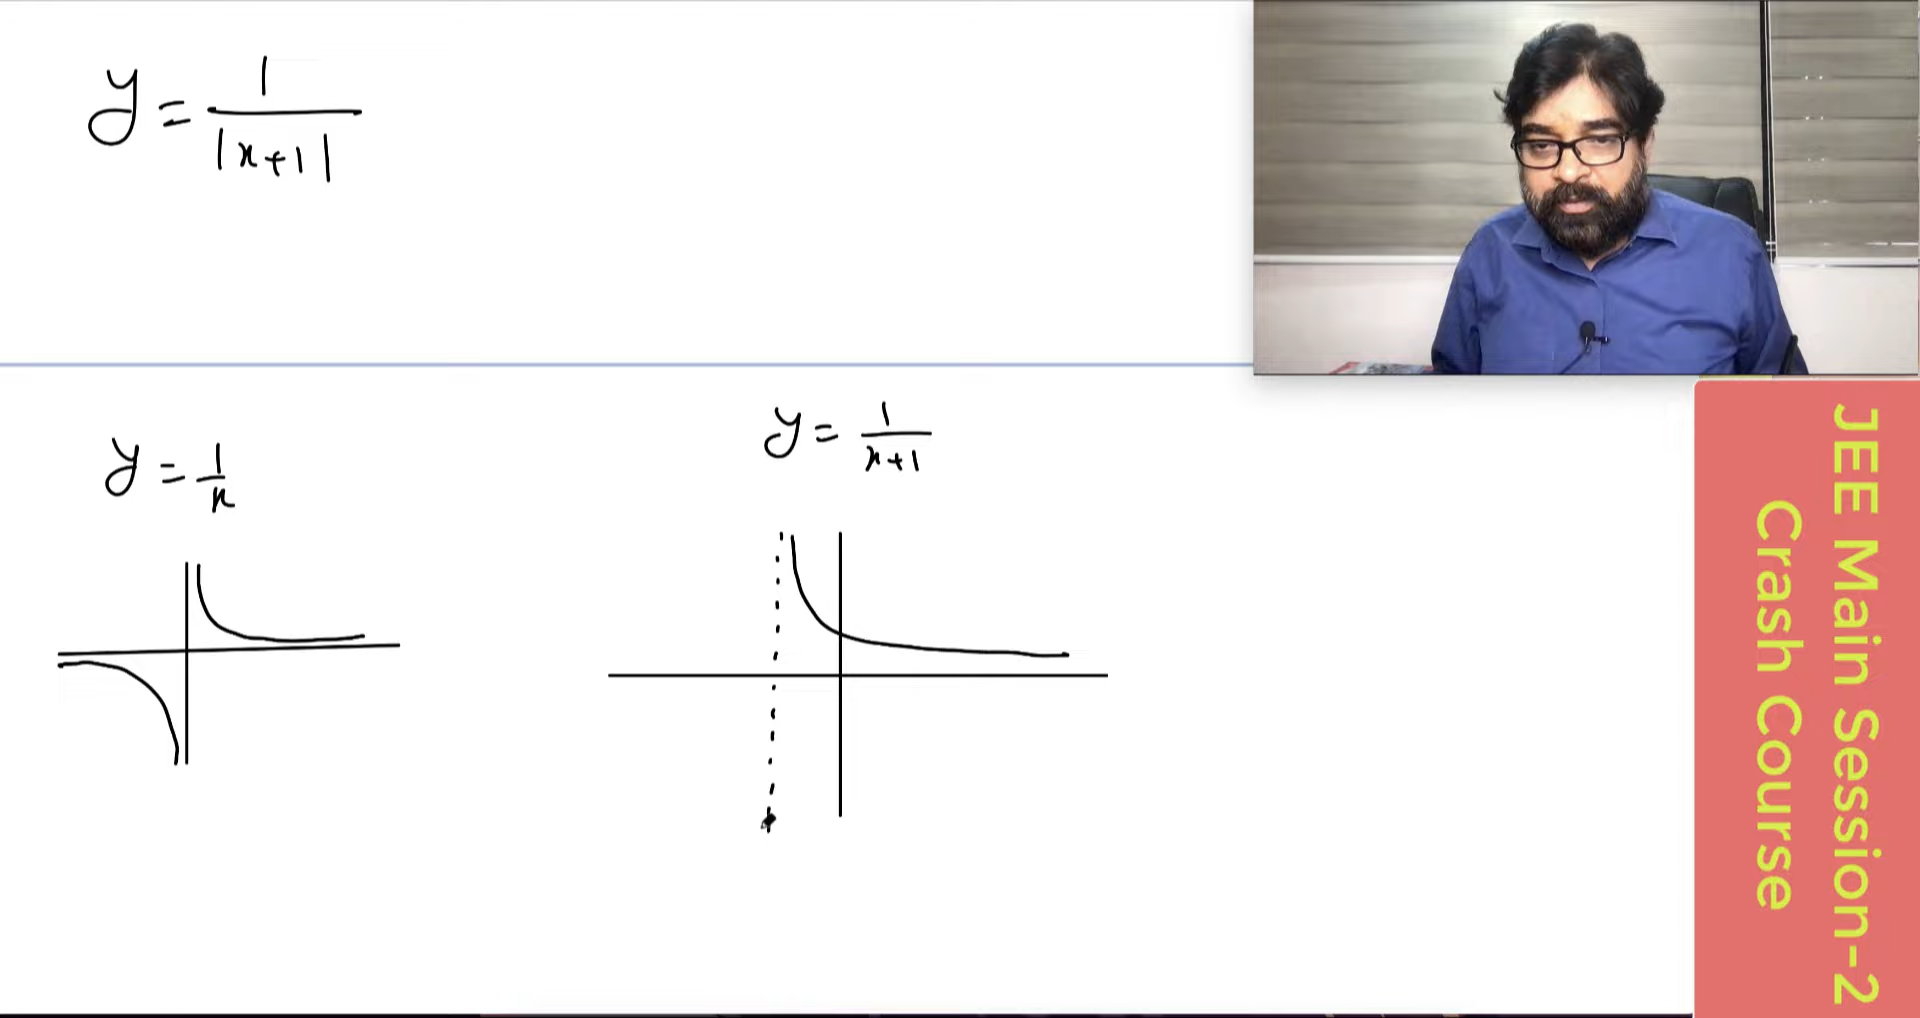 y = 1/|x+1|
y = 1/x
y = 1/x+1
JEE Main Session-2
Crash Course